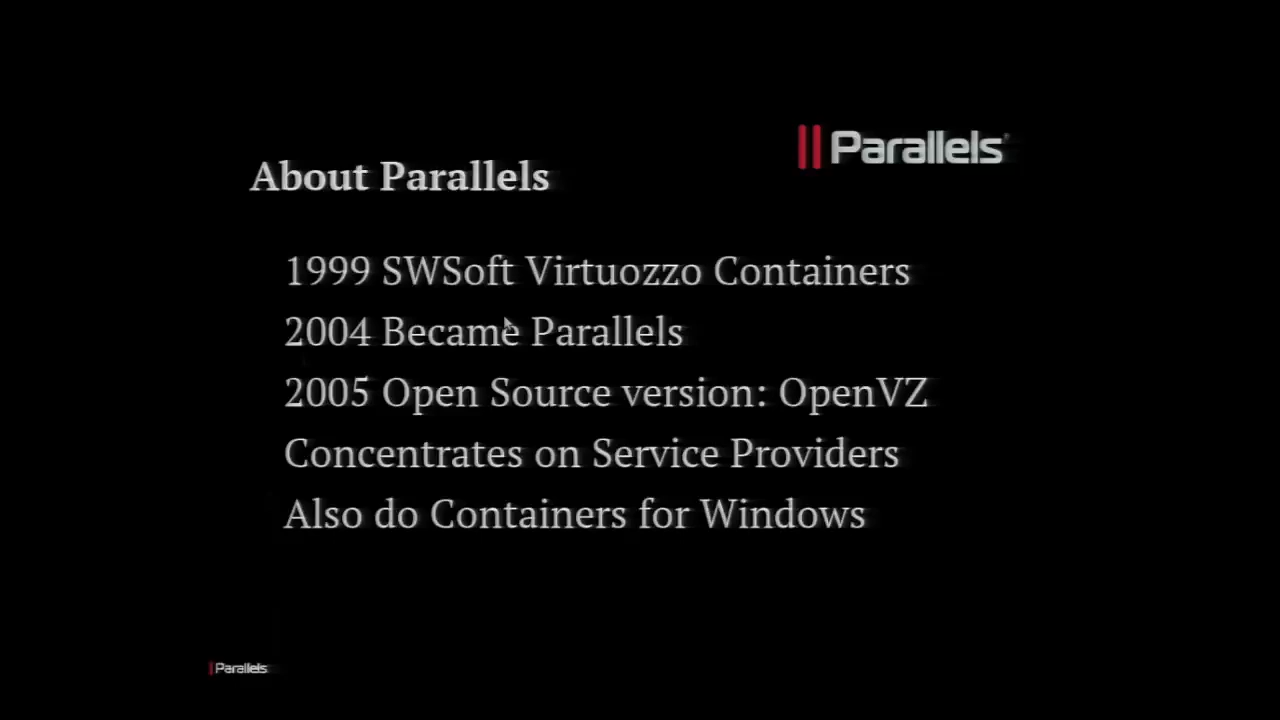 Parallels
About Parallels
1999 SWSoft Virtuozzo Containers
2004 Became Parallels
2005 Open Source version: OpenVZ
Concentrates on Service Providers
Also do Containers for Windows
Parallels